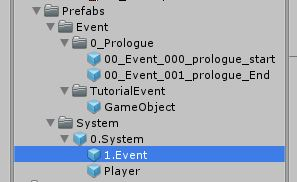 Prefabs
Event
0_Prologue
00_Event_000_prologue_start
00_Event_001_prologue_End
TutorialEvent
GameObject
System
0.System
1.Event
Player